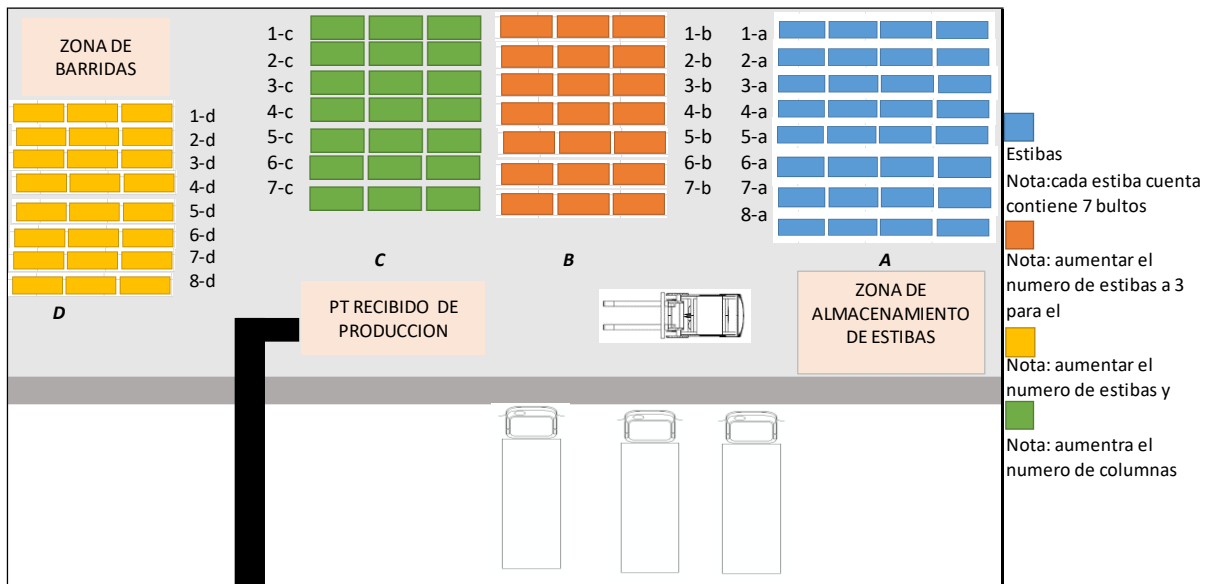 ZONA DE
BARRIDAS
1-d
2-d
3-d
4-d
5-d
6-d
7-d
8-d
D
1-c
2-c
3-c
4-c
5-c
6-c
7-c
C
1-b
2-b
3-b
4-b
5-b
6-b
7-b
B
1-a
2-a
3-a
4-a
5-a
6-a
7-a
8-a
A
PT RECIBIDO DE
PRODUCCION
ZONA DE
ALMACENAMIENTO
DE ESTIBAS
Estibas
Nota:cada estiba cuenta
contiene 7 bultos
Nota: aumentar el
numero de estibas a 3
para el
Nota: aumentar el
numero de estibas y
Nota: aumentra el
numero de columnas